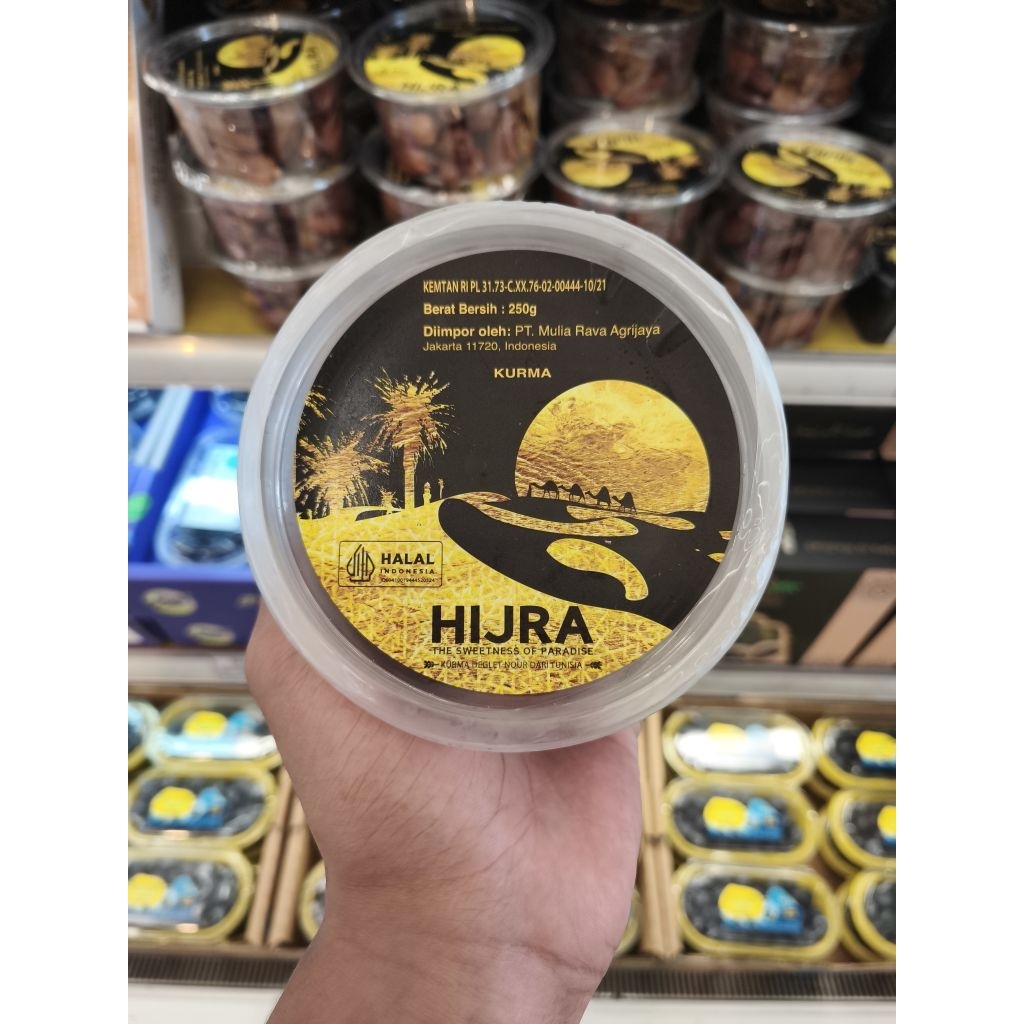 KEMTAN RI PL 31.73-C.XX.76-02-00444-10/21
Berat Bersih : 250g
Diimpor oleh: PT. Mulia Rava Agrijaya
Jakarta 11720, Indonesia
KURMA
HALAL
INDONESIA
HIJRA
THE SWEETNESS OF PARADISE
KURMA DEGLET NOUR DARI TUNISIA
HIJRA